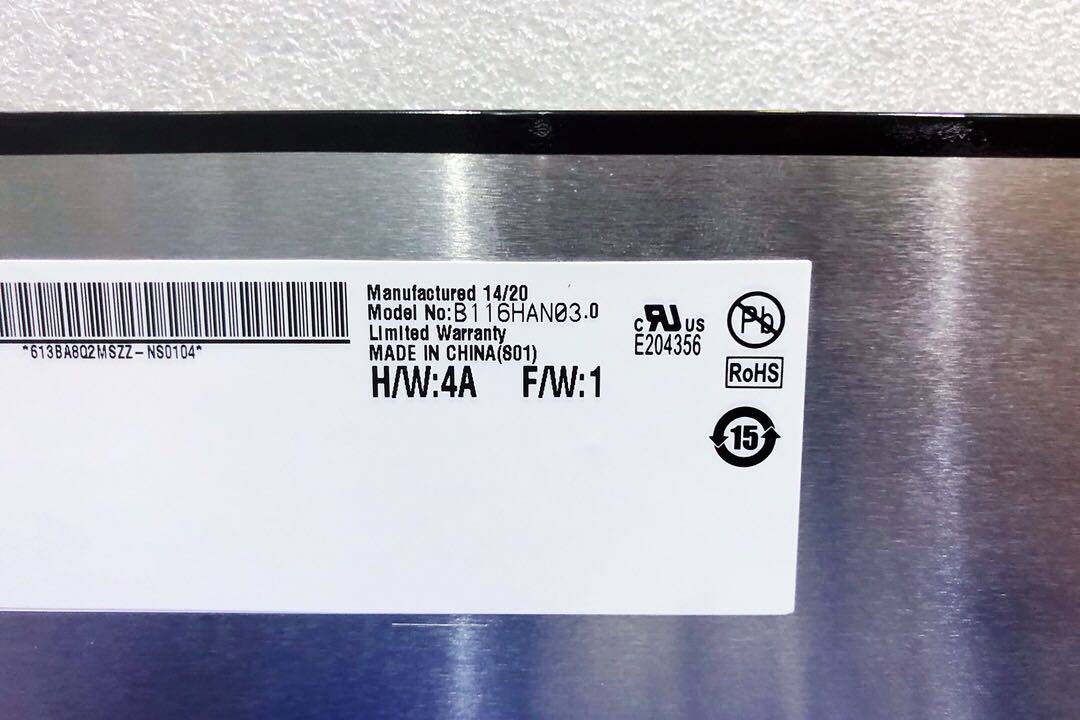 Manufactured 14/20
Model No:B116HAN03.0
Limited Warranty
MADE IN CHINA(S01)
H/W:4A F/W:1
*613BA8Q2MSZZ-NS0104*
c RU US
E204356
Pb
RoHS
15